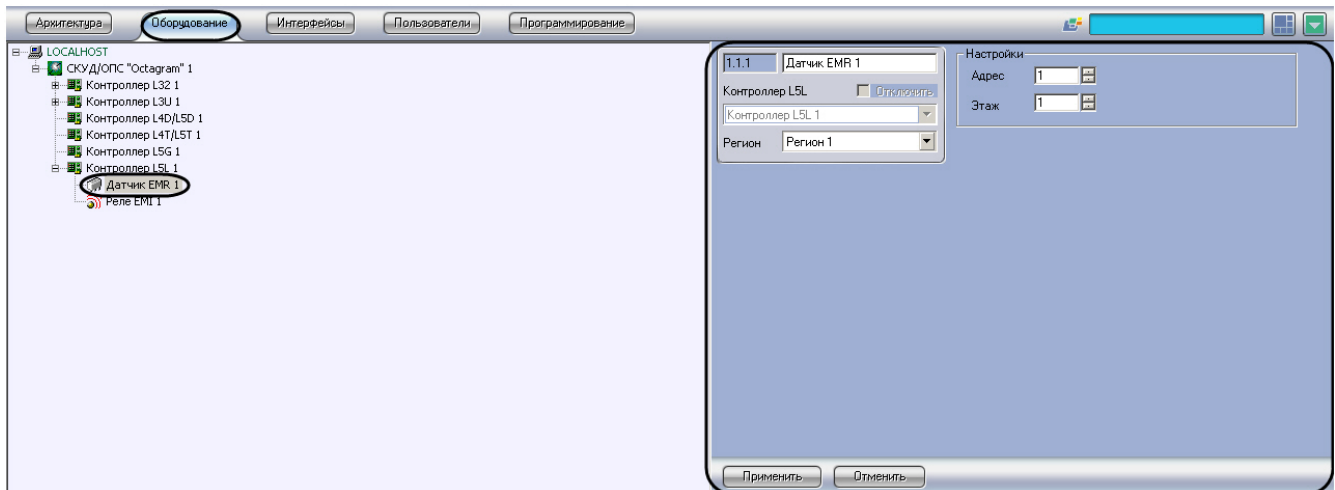 Архитектура Оборудование Интерфейсы Пользователи Программирование
LOCALHOST
СКУД/ОПС "Octagram" 1
Контроллер L32 1
Контроллер L3U 1
Контроллер L4D/L5D 1
Контроллер L4T/L5T 1
Контроллер L5G 1
Контроллер L5L 1
Датчик EMR 1
Реле EMI 1
1.1.1 Датчик EMR 1
Контроллер L5L Отключить
Контроллер L5L 1
Регион Регион 1
Настройки
Адрес 1
Этаж 1
Применить Отменить